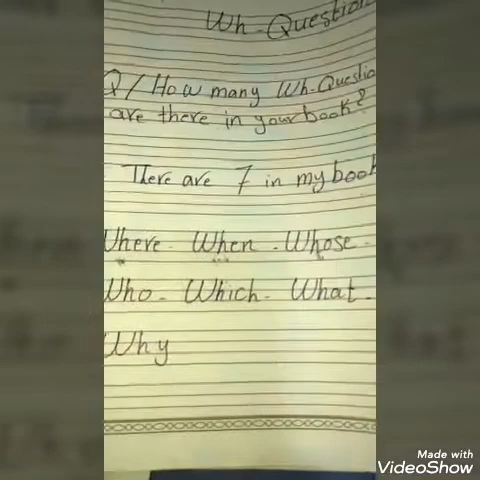 Wh-Question
Q/ How many Wh-Questio
are there in your book?
There are 7 in my book
Where - When - Whose -
Who - Which - What -
Why
Made with
VideoShow